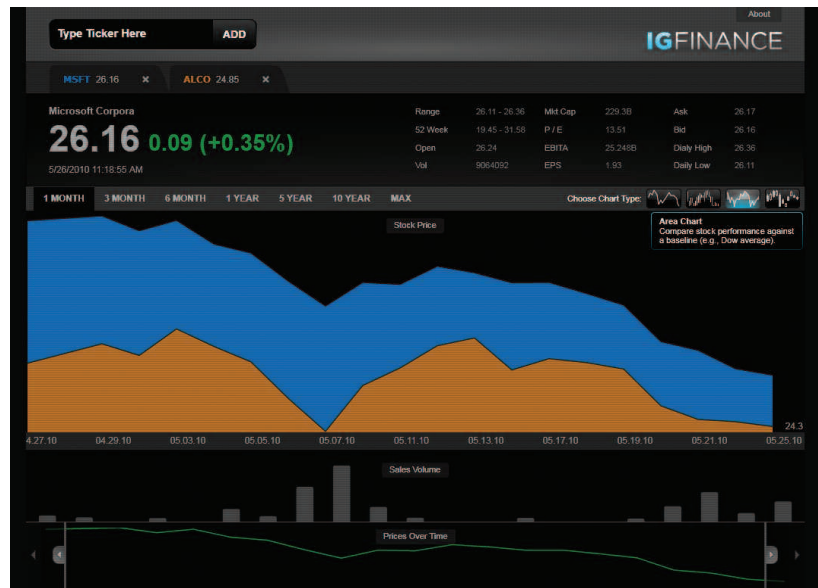 About
Type Ticker Here ADD
IGFINANCE
MSFT 26.16 × ALCO 24.85 ×
Microsoft Corpora
26.16 0.09 (+0.35%)
5/26/2010 11:18:55 AM
Range 26.11 - 26.36 Mkt Cap 229.3B Ask 26.17
52 Week 19.45 - 31.58 P / E 13.51 Bid 26.16
Open 26.24 EBITA 25.248B Dialy High 26.36
Vol 9064092 EPS 1.93 Daily Low 26.11
1 MONTH 3 MONTH 6 MONTH 1 YEAR 5 YEAR 10 YEAR MAX Choose Chart Type:
Area Chart
Compare stock performance against
a baseline (e.g., Dow average).
Stock Price
24.3
4.27.10 04.29.10 05.03.10 05.05.10 05.07.10 05.11.10 05.13.10 05.17.10 05.19.10 05.21.10 05.25.10
Sales Volume
Prices Over Time